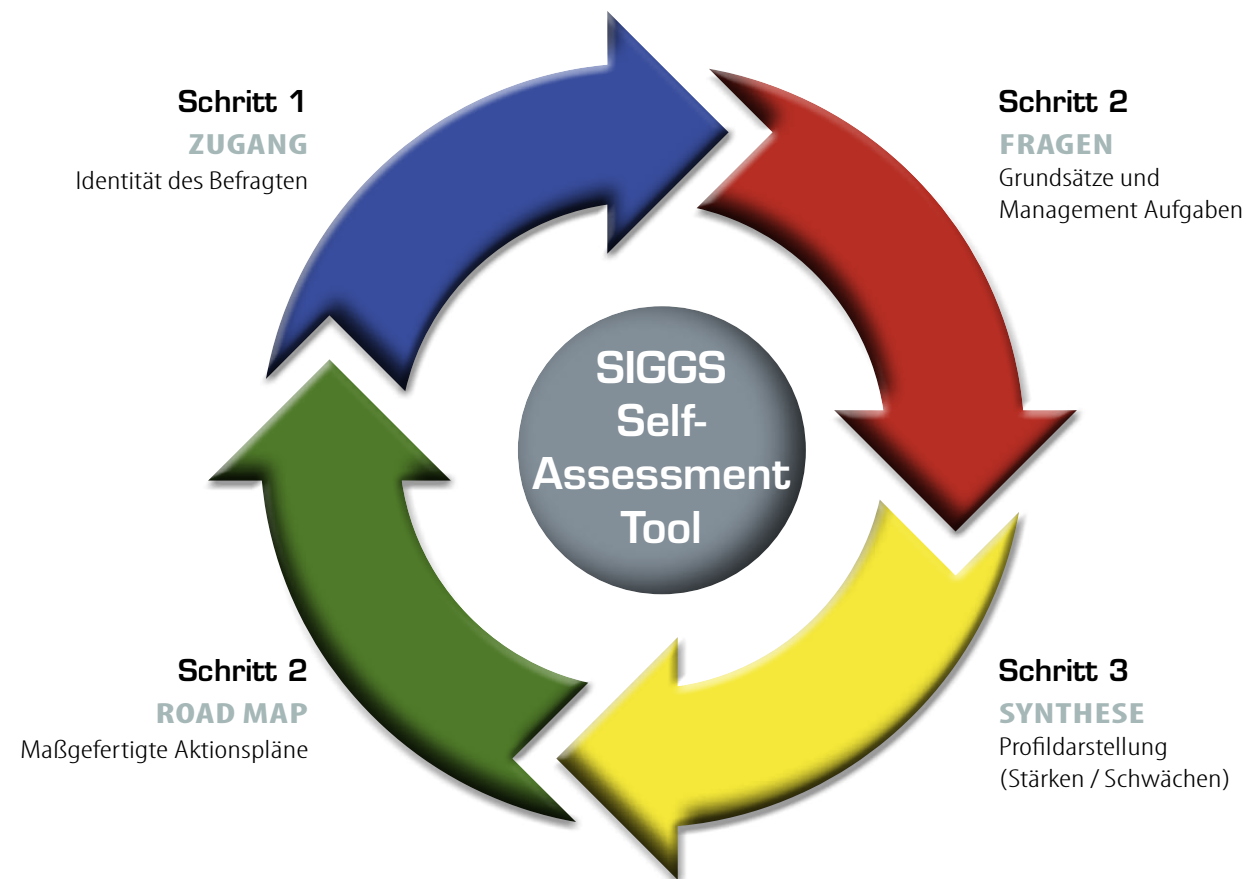 Schritt 1
ZUGANG
Identität des Befragten
Schritt 2
FRAGEN
Grundsätze und
Management Aufgaben
SIGGS
Self-
Assessment
Tool
Schritt 2
ROAD MAP
Maßgefertigte Aktionspläne
Schritt 3
SYNTHESE
Profildarstellung
(Stärken / Schwächen)